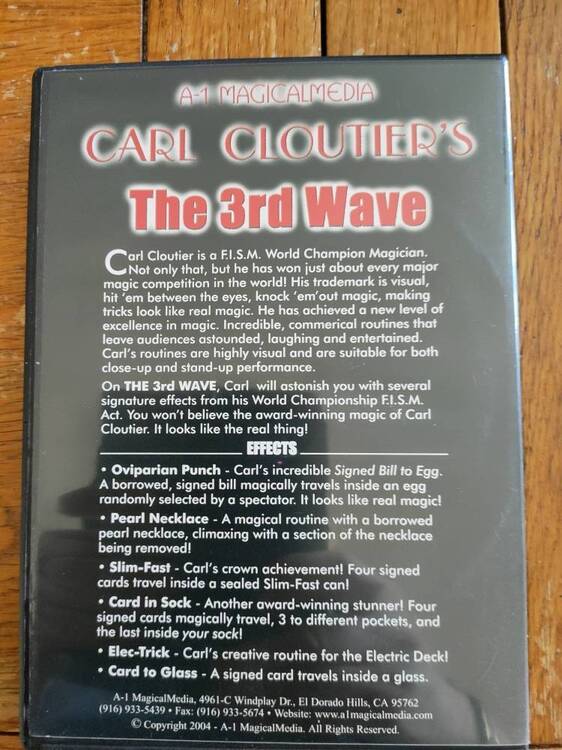 A-1 MAGICALMEDIA
CARL CLOUTIER'S
The 3rd Wave
Carl Cloutier is a F.I.S.M. World Champion Magician.
Not only that, but he has won just about every major
magic competition in the world! His trademark is visual,
hit 'em between the eyes, knock 'em'out magic, making
tricks look like real magic. He has achieved a new level of
excellence in magic. Incredible, commerical routines that
leave audiences astounded, laughing and entertained.
Carl's routines are highly visual and are suitable for both
close-up and stand-up performance.
On THE 3rd WAVE, Carl will astonish you with several
signature effects from his World Championship F.I.S.M.
Act. You won't believe the award-winning magic of Carl
Cloutier. It looks like the real thing!
EFFECTS
• Oviparian Punch - Carl's incredible Signed Bill to Egg.
A borrowed, signed bill magically travels inside an egg
randomly selected by a spectator. It looks like real magic!
• Pearl Necklace - A magical routine with a borrowed
pearl necklace, climaxing with a section of the necklace
being removed!
• Slim-Fast - Carl's crown achievement! Four signed
cards travel inside a sealed Slim-Fast can!
• Card in Sock - Another award-winning stunner! Four
signed cards magically travel, 3 to different pockets, and
the last inside your sock!
• Elec-Trick - Carl's creative routine for the Electric Deck!
• Card to Glass - A signed card travels inside a glass.
A-1 MagicalMedia, 4961-C Windplay Dr., El Dorado Hills, CA 95762
(916) 933-5439 • Fax: (916) 933-5674 • Website: www.a1magicalmedia.com
© Copyright 2004 - A-1 MagicalMedia. All Rights Reserved.